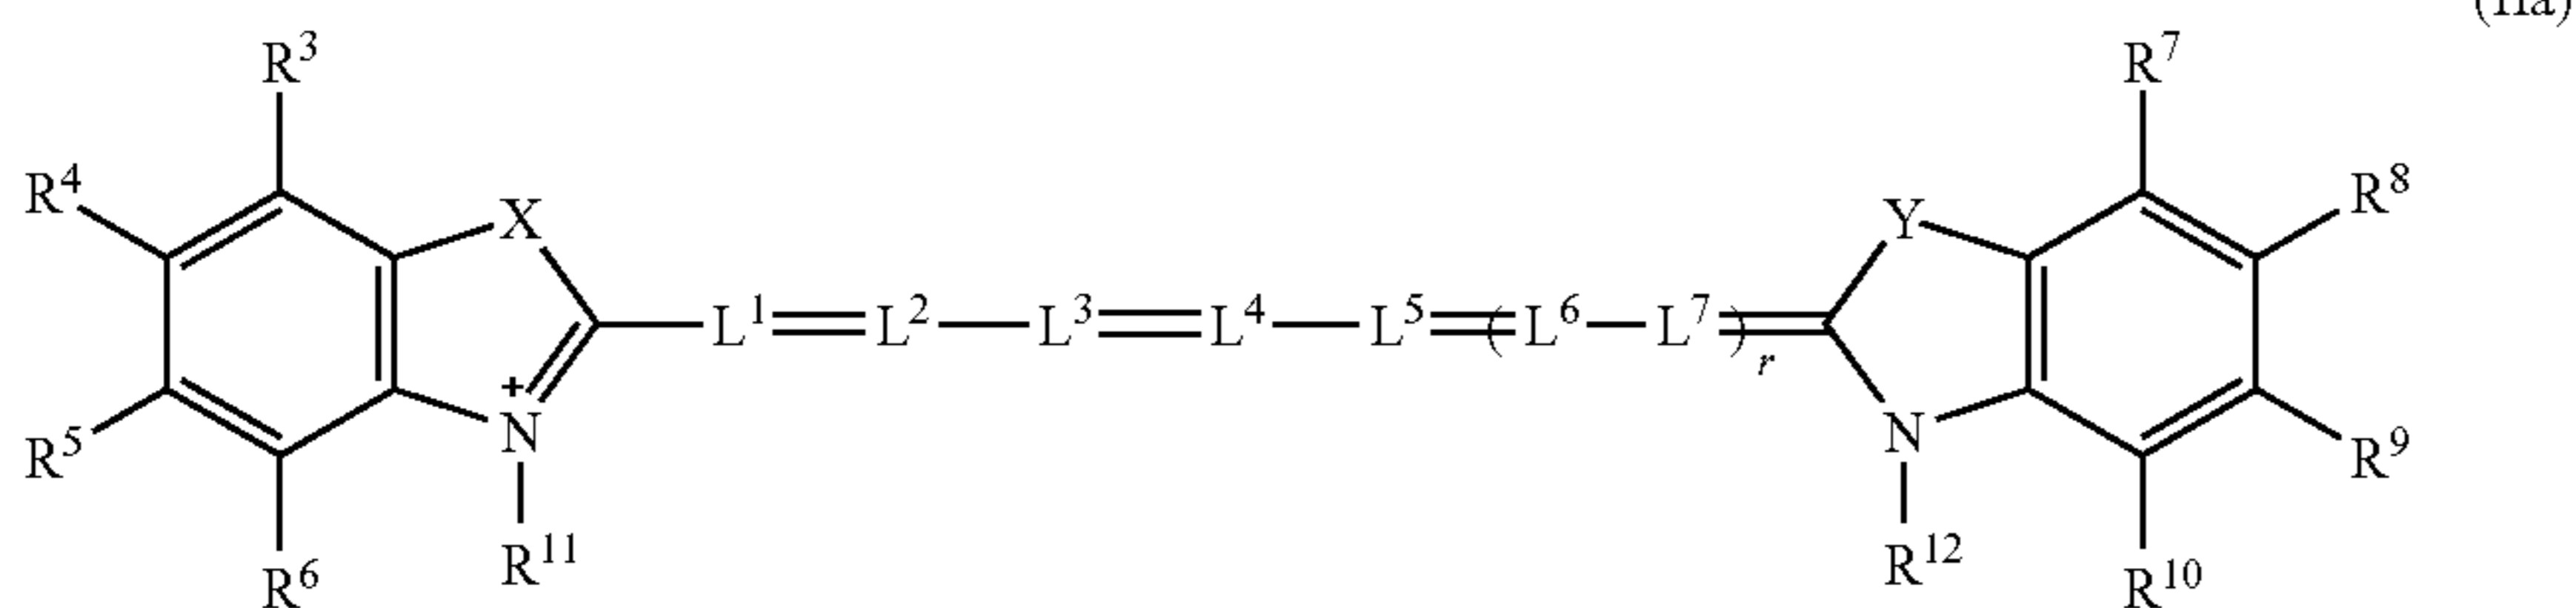 (IIa)
R³ R⁷
R⁴ X Y R⁸
L¹ L² L³ L⁴ L⁵ ( L⁶ L⁷ ) r
R⁵ +N N R⁹
R⁶ R¹¹ R¹² R¹⁰